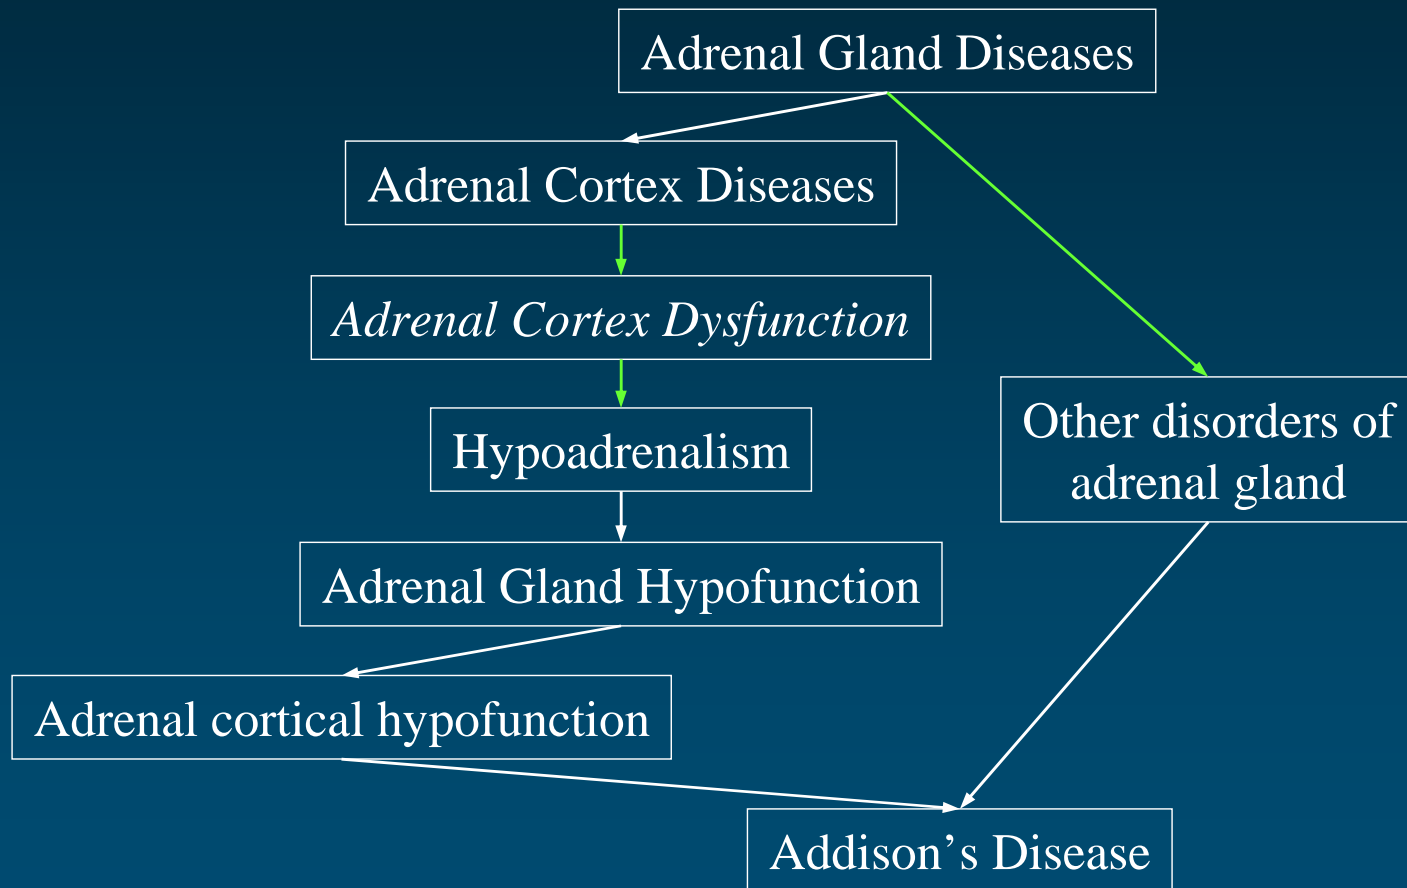 Adrenal Gland Diseases
Adrenal Cortex Diseases
Adrenal Cortex Dysfunction
Hypoadrenalism
Other disorders of
adrenal gland
Adrenal Gland Hypofunction
Adrenal cortical hypofunction
Addison’s Disease